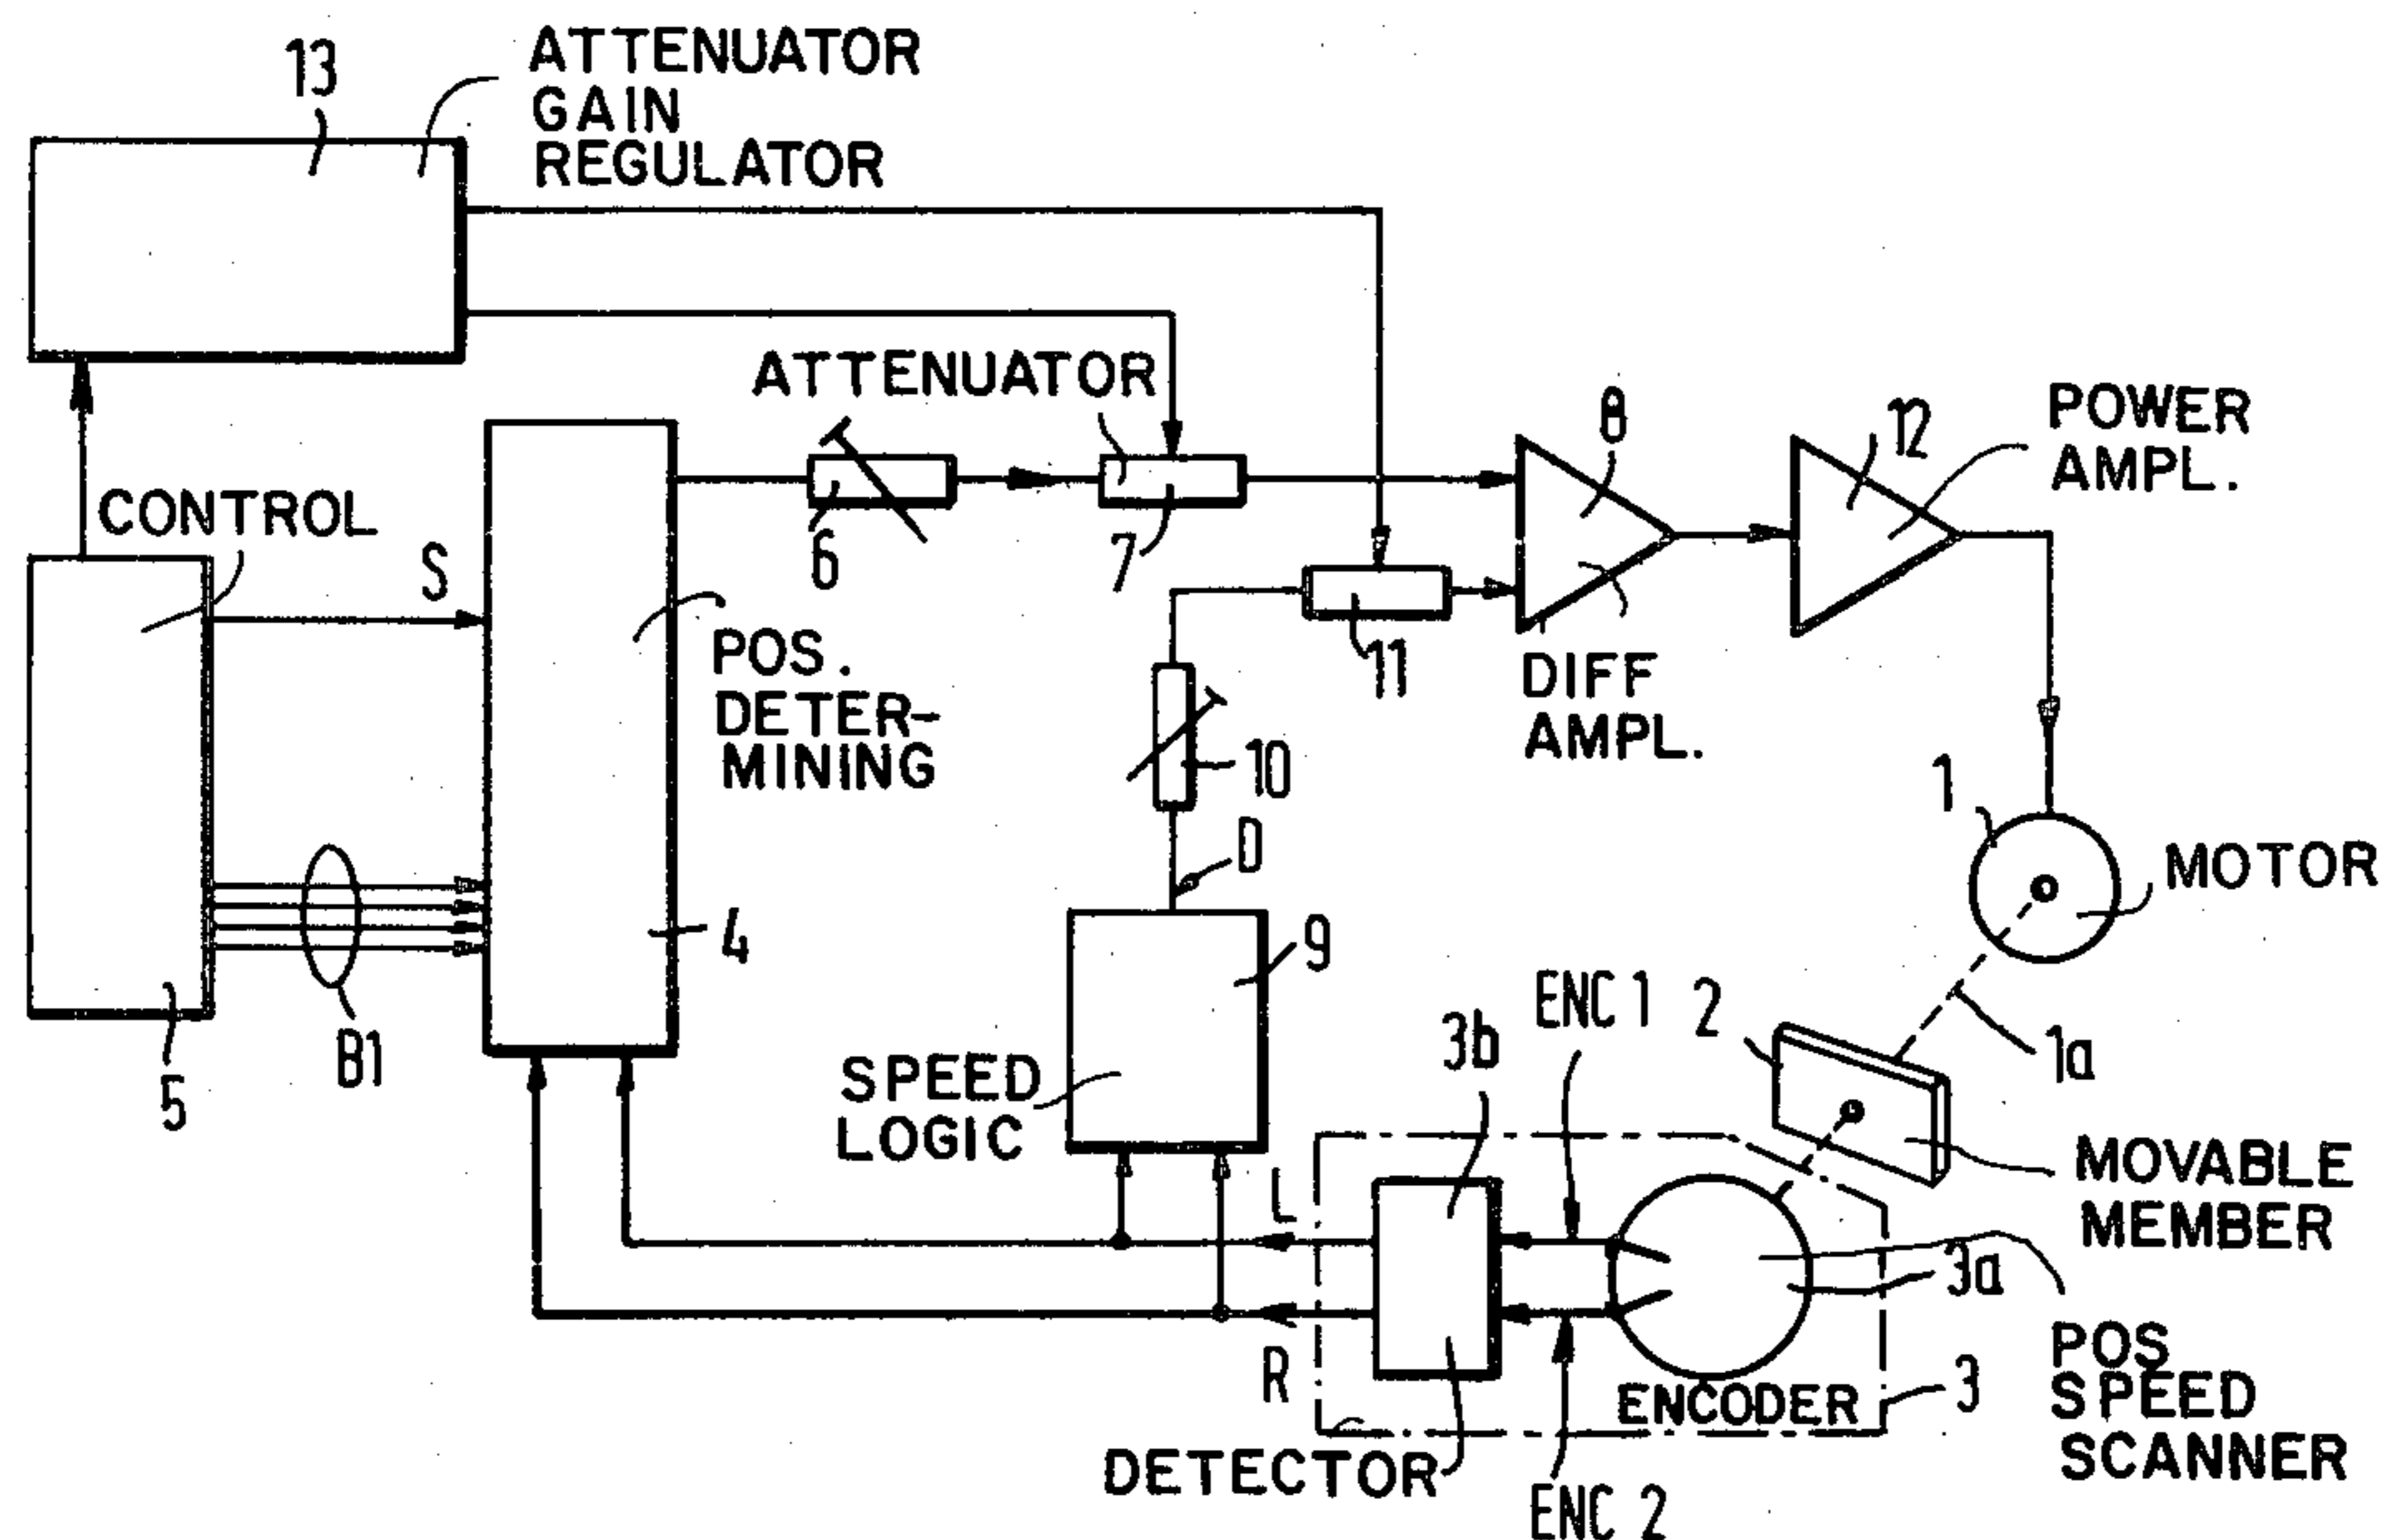 13
ATTENUATOR
GAIN
REGULATOR
ATTENUATOR
8
12
POWER
AMPL.
CONTROL
S
6
7
11
POS.
DETER-
MINING
DIFF
AMPL.
10
1
MOTOR
D
4
9
ENC 1
2
3b
1a
B1
5
SPEED
LOGIC
L
MOVABLE
MEMBER
3a
R
ENCODER
3
POS
SPEED
SCANNER
DETECTOR
ENC 2